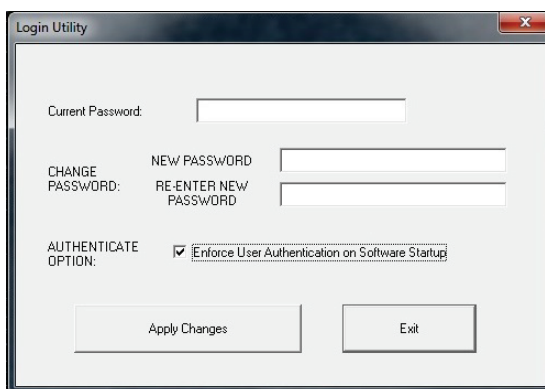 Login Utility
Current Password:
CHANGE
PASSWORD:
NEW PASSWORD
RE-ENTER NEW
PASSWORD
AUTHENTICATE
OPTION:
Enforce User Authentication on Software Startup
Apply Changes
Exit